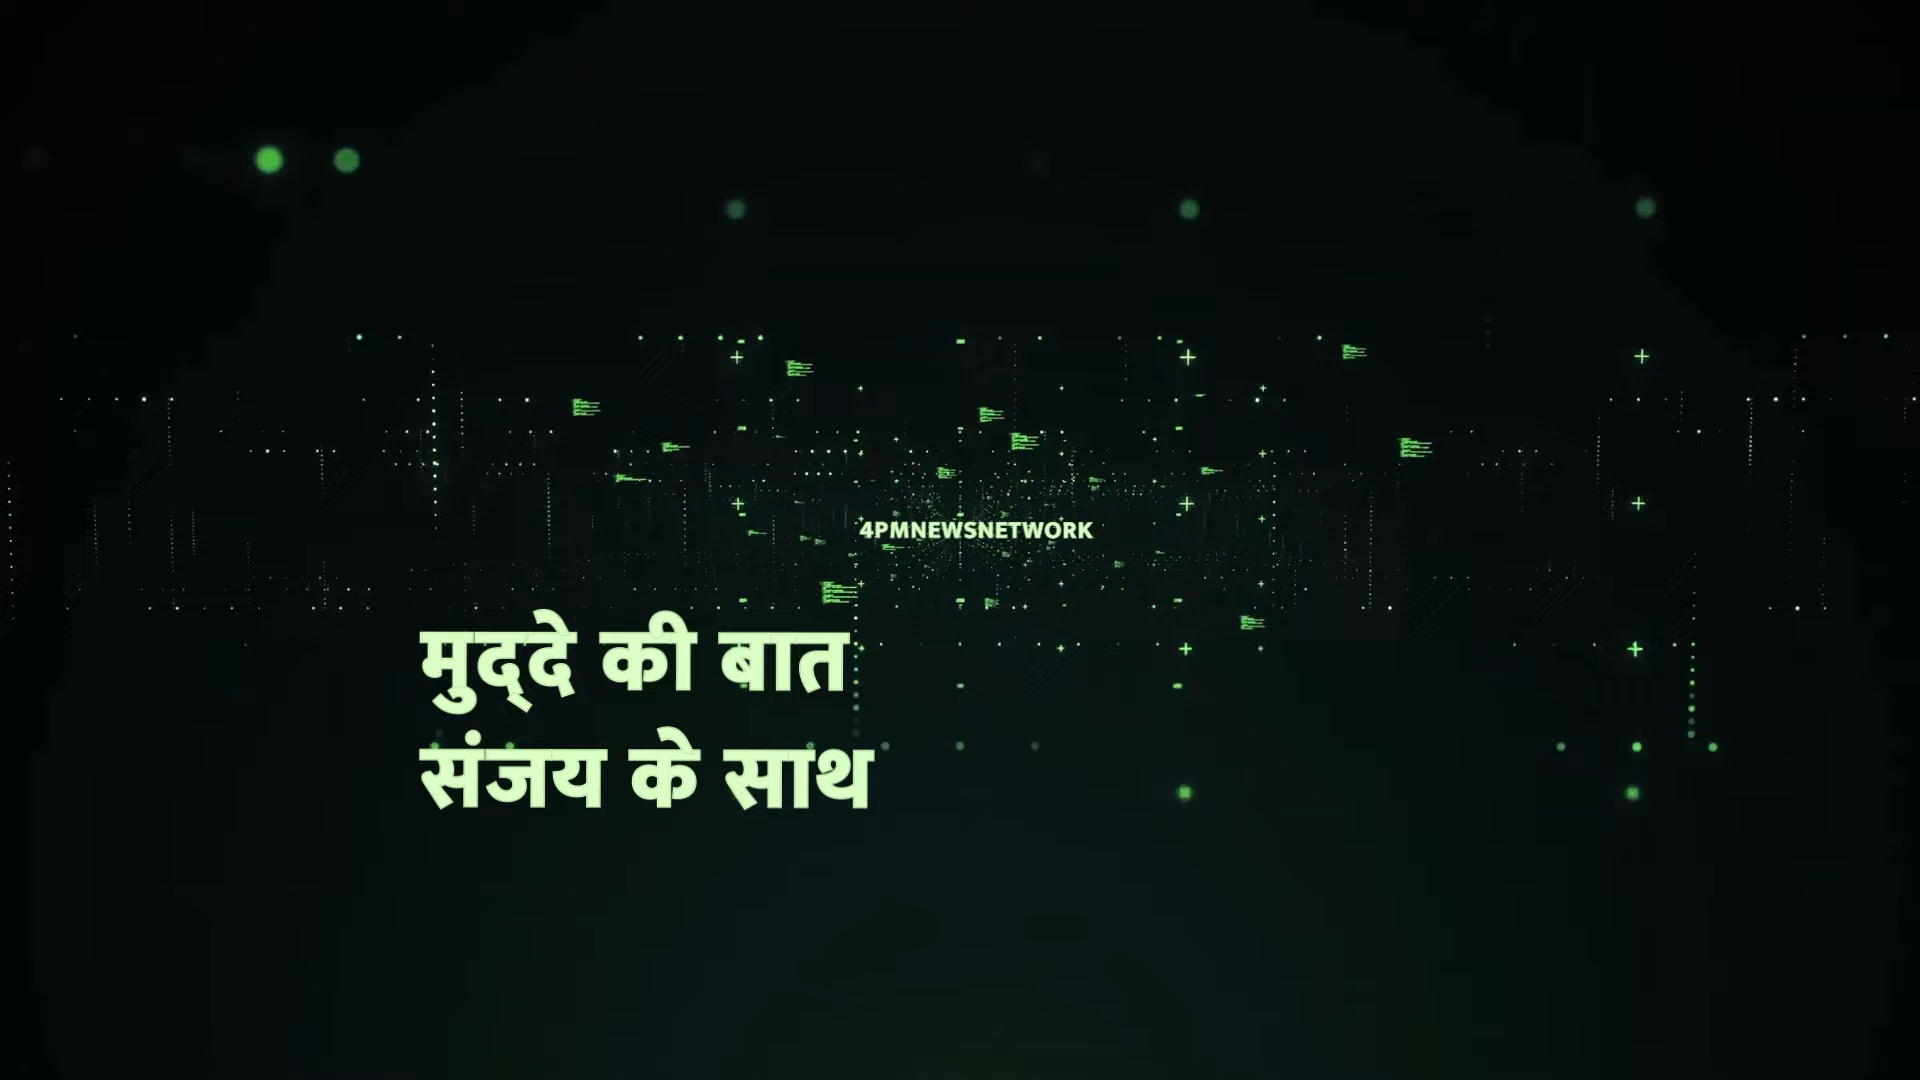 4PMNEWSNETWORK
मुद्दे की बात
संजय के साथ